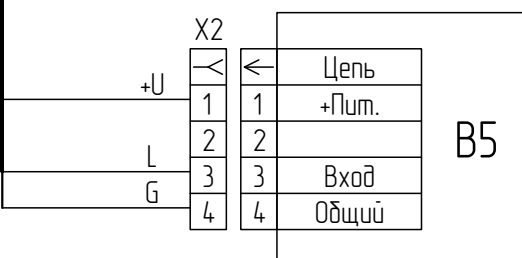 X2
Цепь
+U 1 1 +Пит.
2 2 B5
L 3 3 Вход
G 4 4 Общий